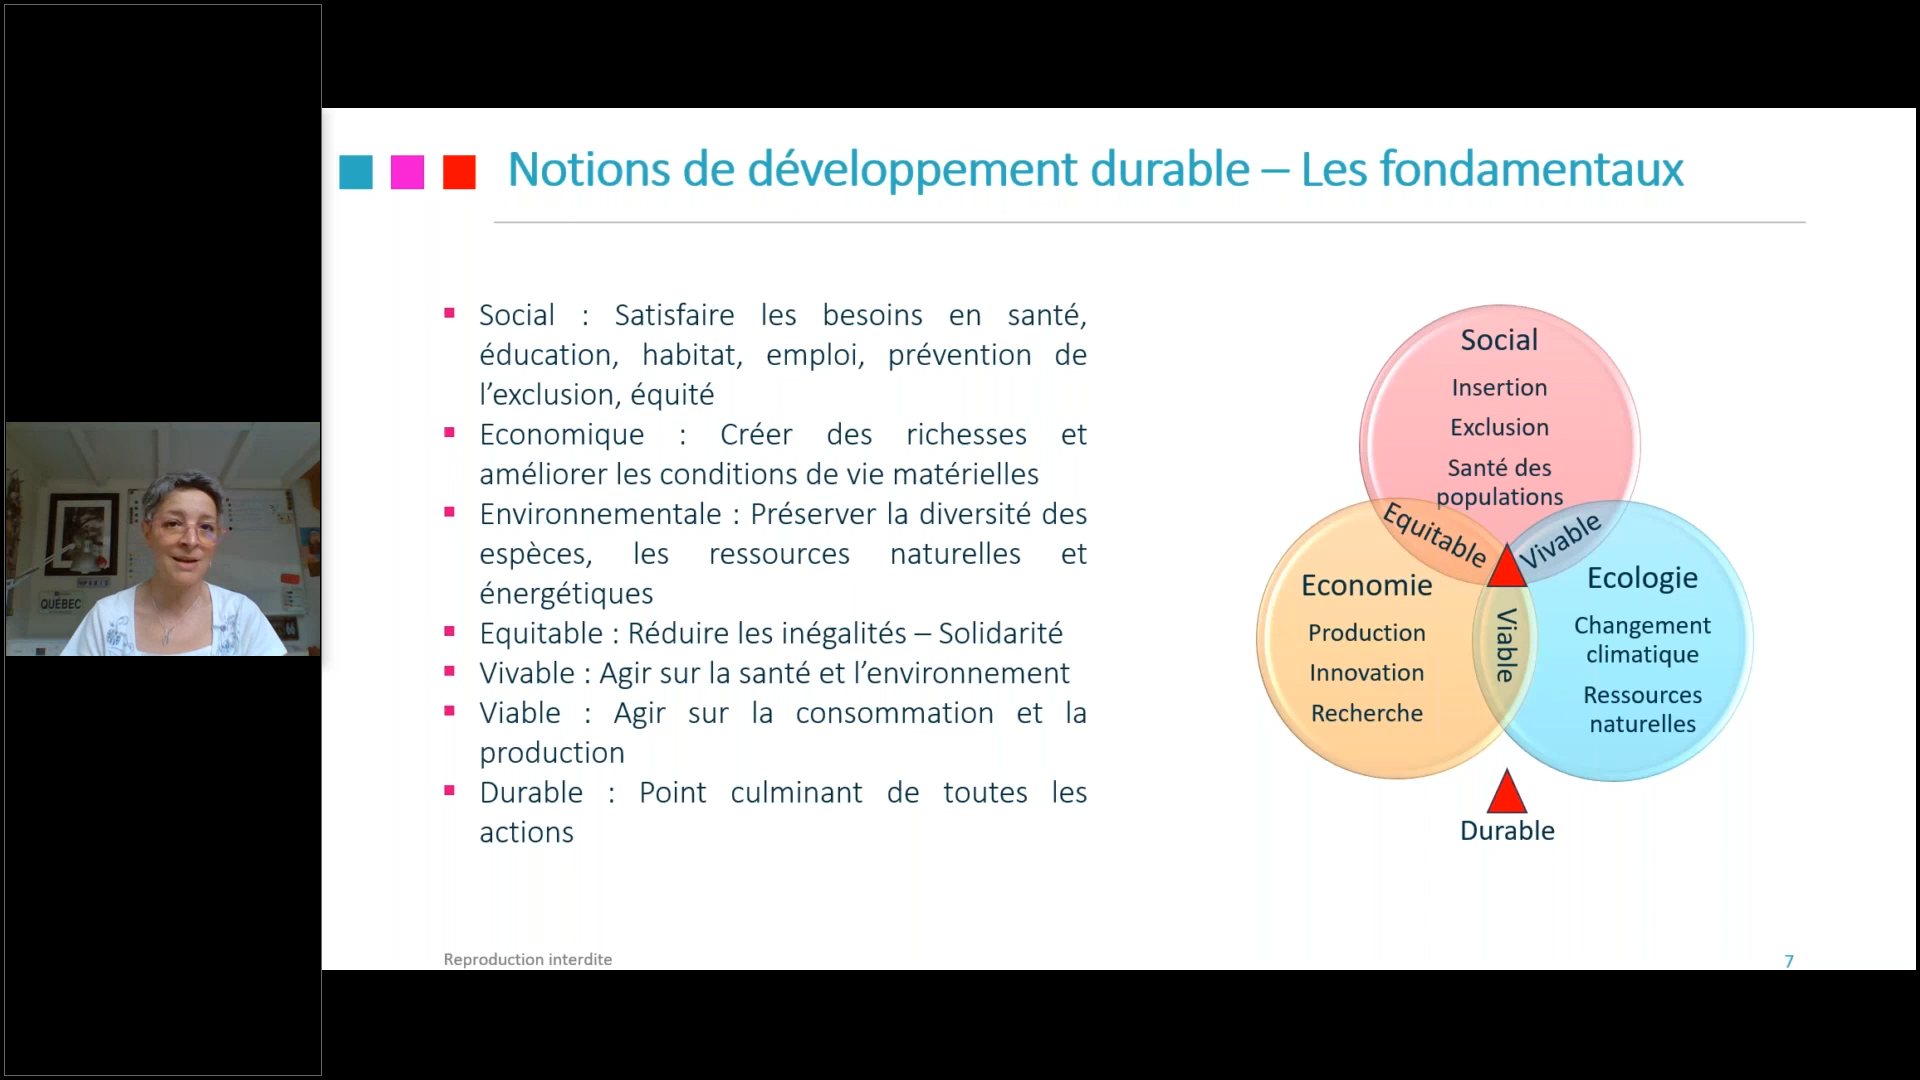 Notions de développement durable – Les fondamentaux
Social : Satisfaire les besoins en santé,
éducation, habitat, emploi, prévention de
l’exclusion, équité
Economique : Créer des richesses et
améliorer les conditions de vie matérielles
Environnementale : Préserver la diversité des
espèces, les ressources naturelles et
énergétiques
Equitable : Réduire les inégalités – Solidarité
Vivable : Agir sur la santé et l’environnement
Viable : Agir sur la consommation et la
production
Durable : Point culminant de toutes les
actions
Social
Insertion
Exclusion
Santé des
populations
Equitable
Vivable
Economie
Production
Innovation
Recherche
Viable
Ecologie
Changement
climatique
Ressources
naturelles
Durable
QUÉBEC
Reproduction interdite
7